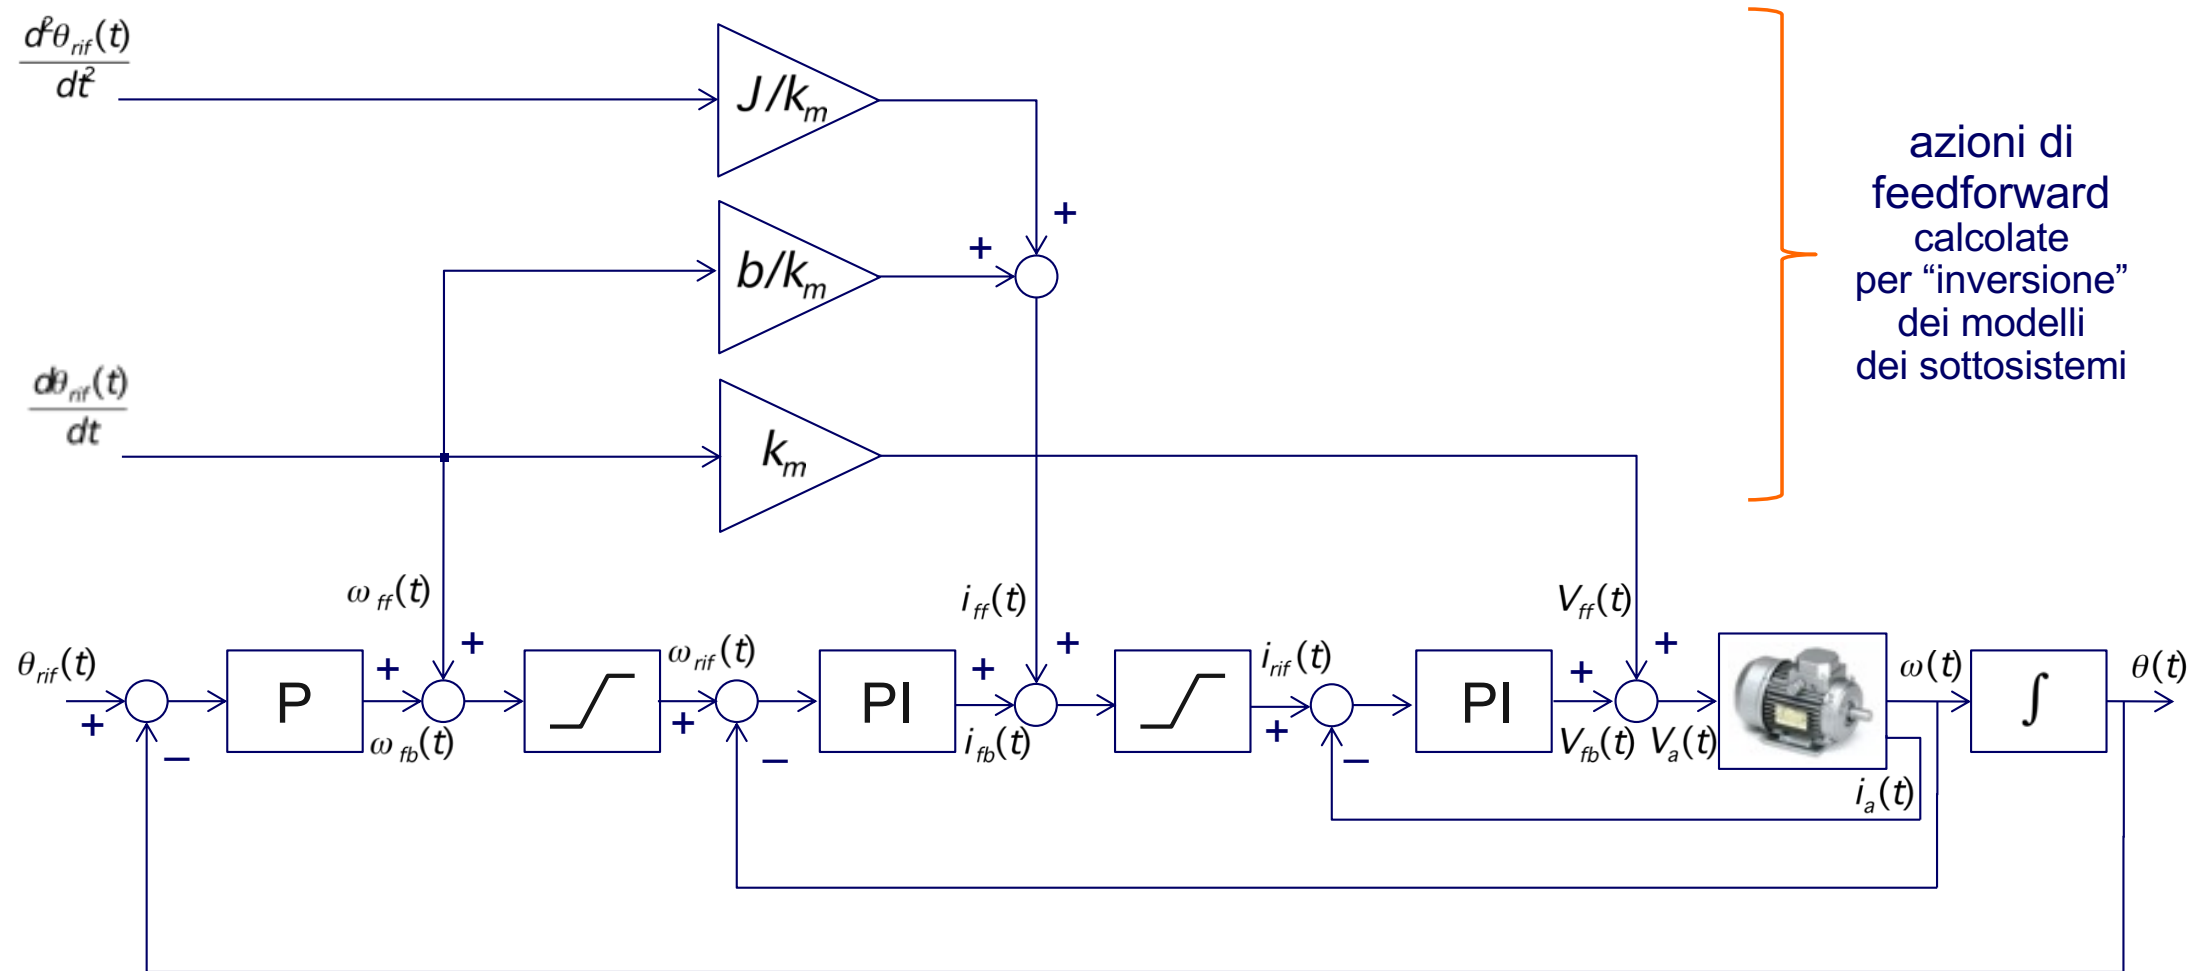 d²θrif(t)
dt²
J/km
azioni di
feedforward
calcolate
per “inversione”
dei modelli
dei sottosistemi
+
+
b/km
dθrif(t)
dt
km
ωff(t)
iff(t)
Vff(t)
+
+
+
θrif(t)
+
−
P
+
ωfb(t)
ωrif(t)
+
−
PI
+
ifb(t)
irif(t)
+
−
PI
+
Vfb(t)
Va(t)
ω(t)
ia(t)
∫
θ(t)